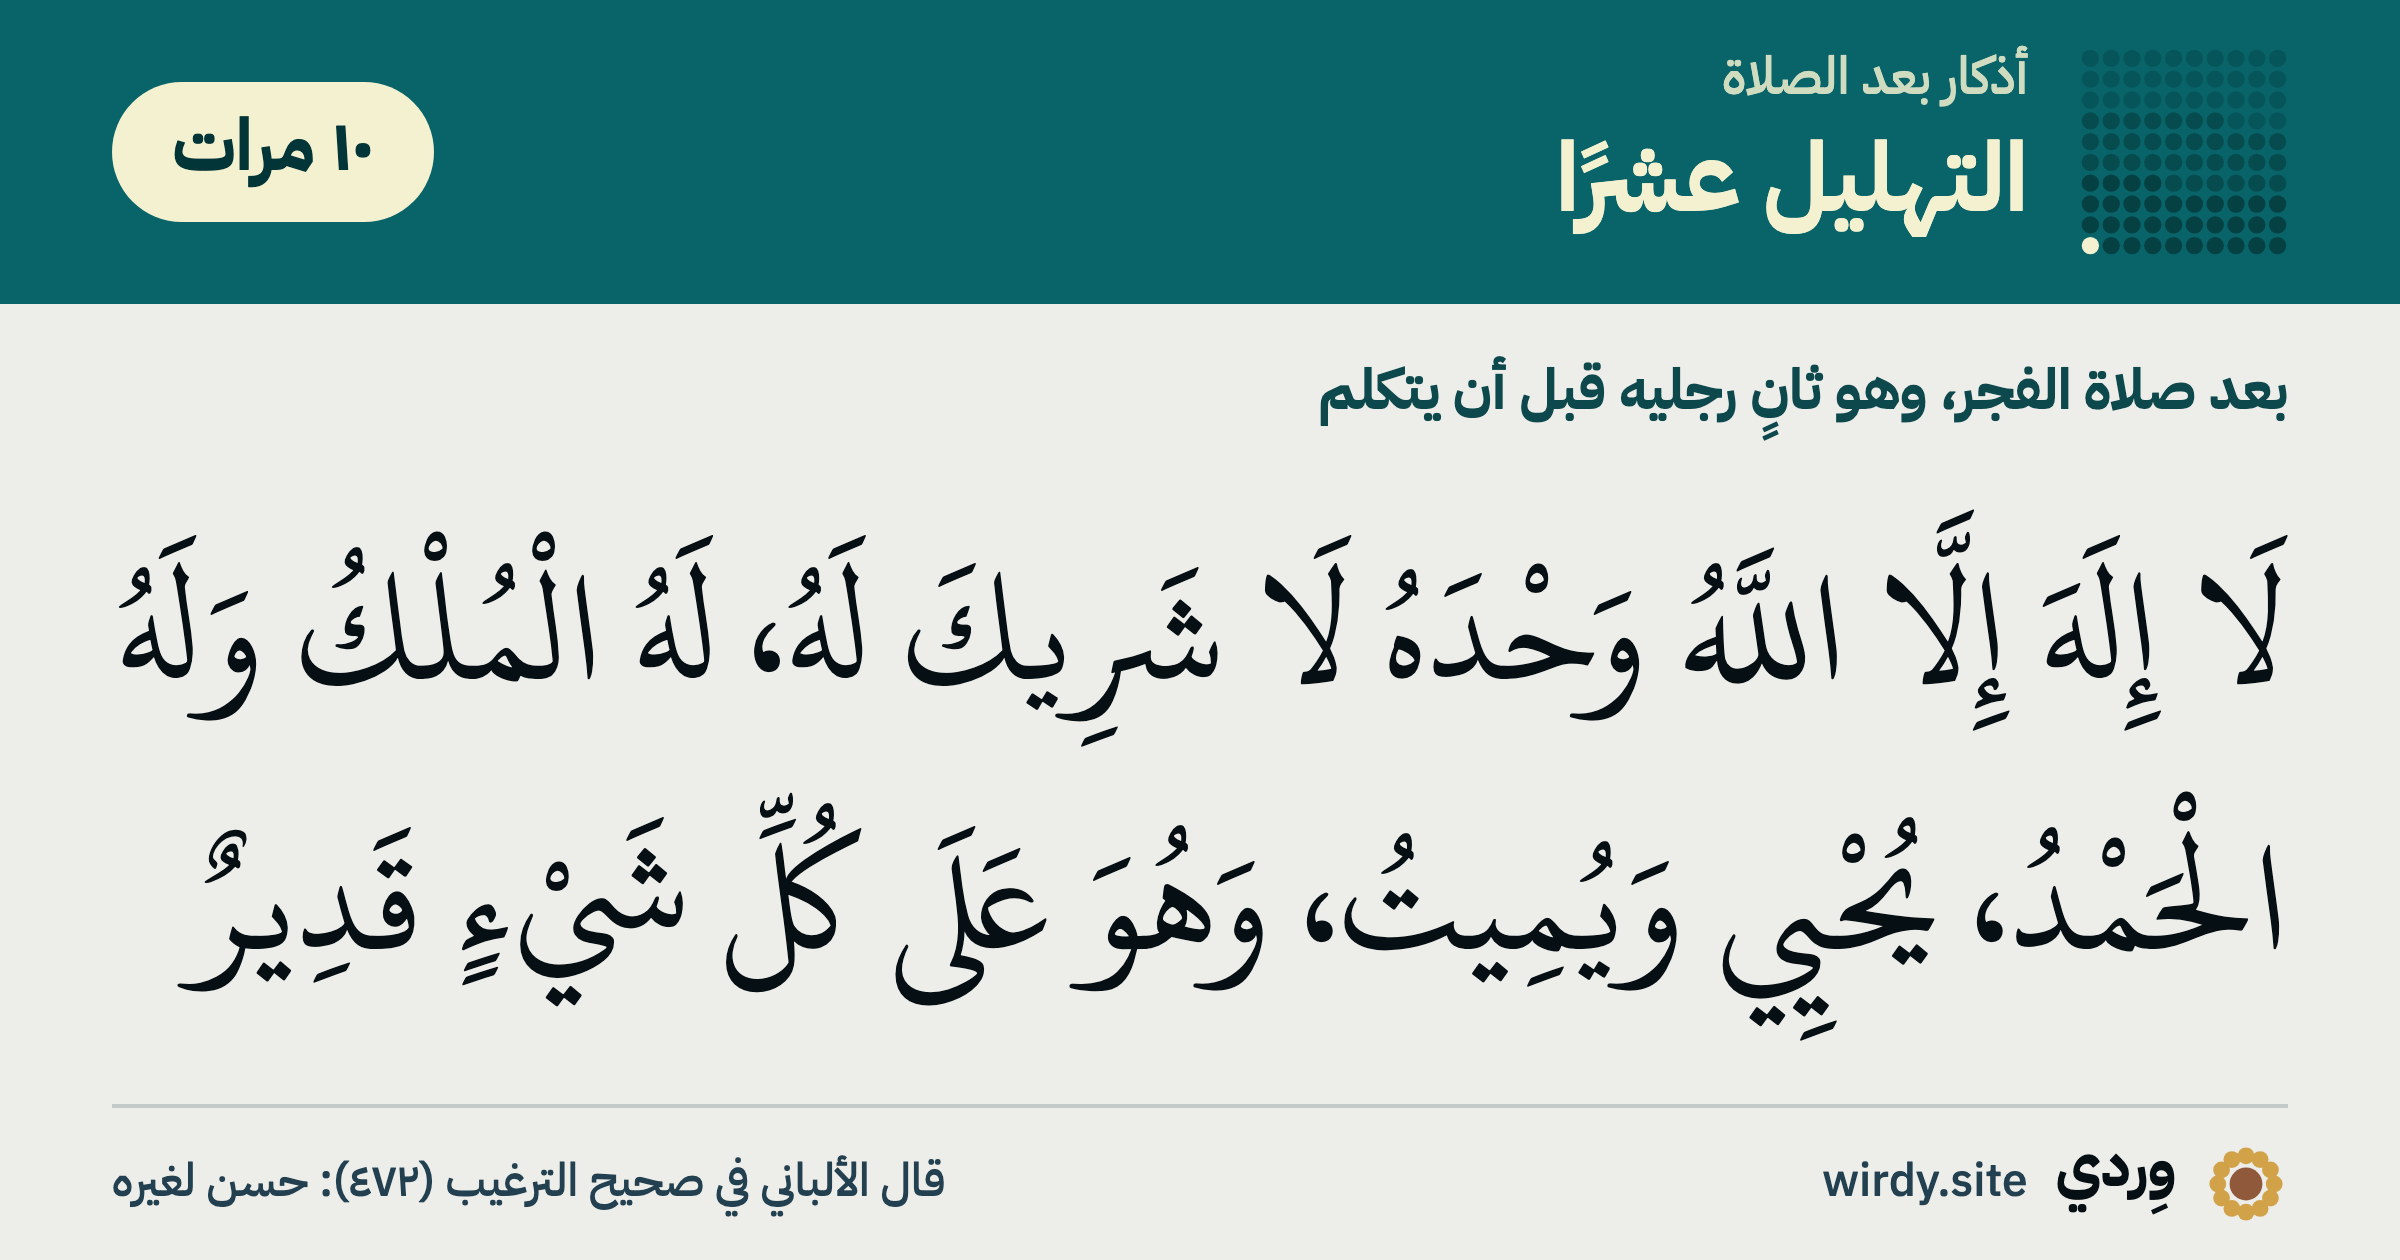 أذكار بعد الصلاة
التهليل عشرًا
١٠ مرات
بعد صلاة الفجر، وهو ثانٍ رجليه قبل أن يتكلم
لَا إِلَهَ إِلَّا اللَّهُ وَحْدَهُ لَا شَرِيكَ لَهُ، لَهُ الْمُلْكُ وَلَهُ
الْحَمْدُ، يُحْيِي وَيُمِيتُ، وَهُوَ عَلَى كُلِّ شَيْءٍ قَدِيرٌ
وِردي wirdy.site
قال الألباني في صحيح الترغيب (٤٧٢): حسن لغيره